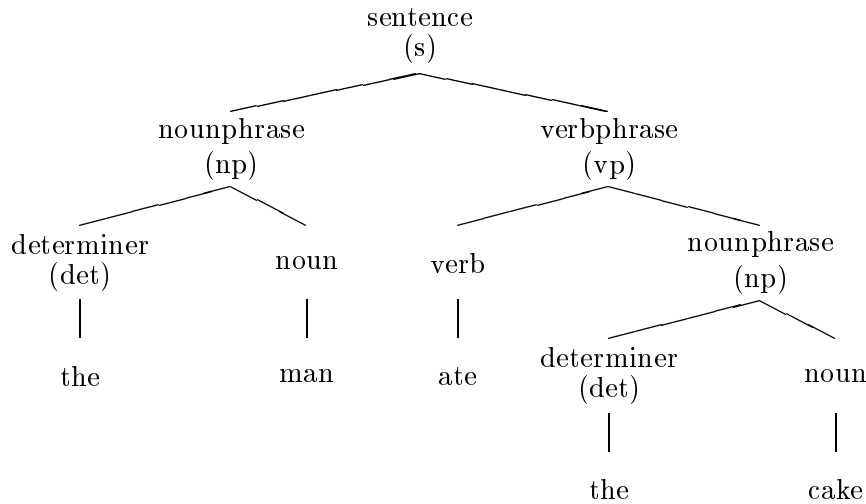 sentence
(s)
nounphrase
verbphrase
(np)
(vp)
determiner
(det)
noun
verb
nounphrase
(np)
the
man
ate
determiner
(det)
noun
the
cake